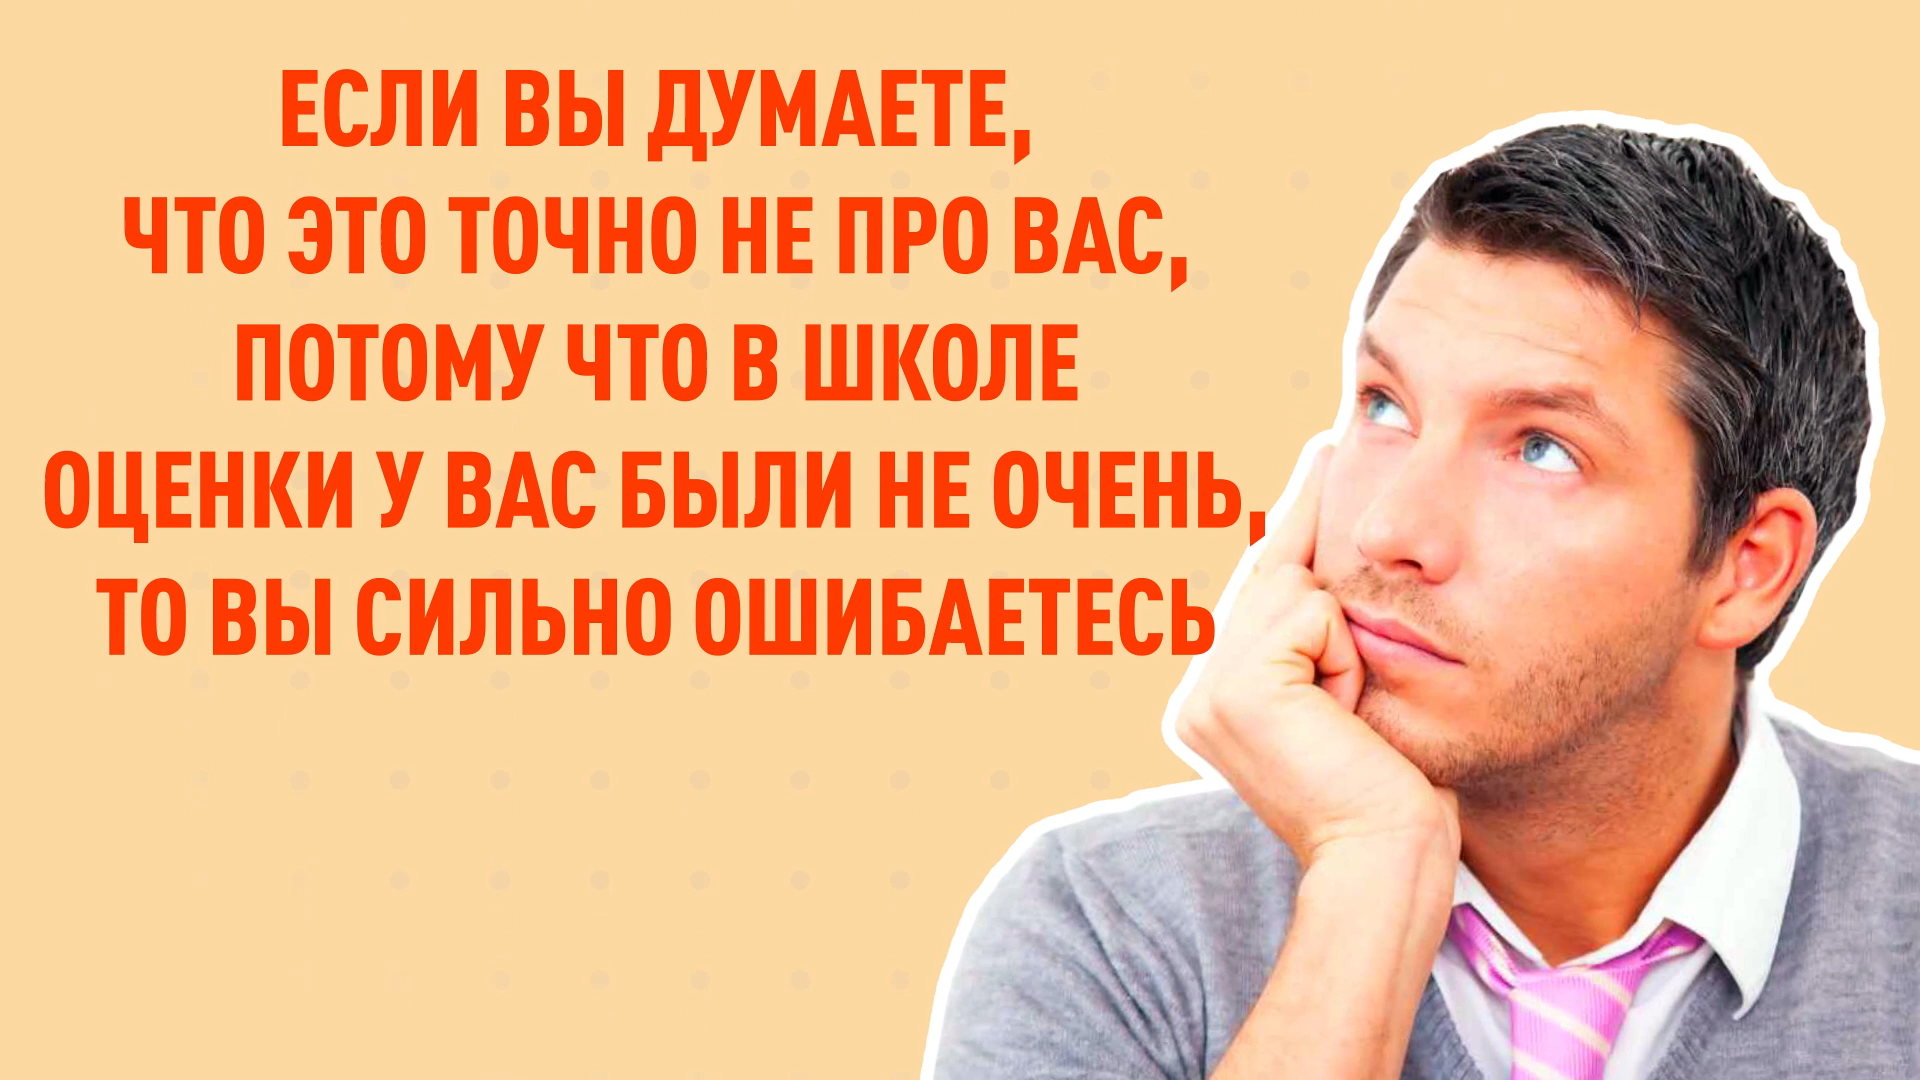 ЕСЛИ ВЫ ДУМАЕТЕ,
ЧТО ЭТО ТОЧНО НЕ ПРО ВАС,
ПОТОМУ ЧТО В ШКОЛЕ
ОЦЕНКИ У ВАС БЫЛИ НЕ ОЧЕНЬ,
ТО ВЫ СИЛЬНО ОШИБАЕТЕСЬ